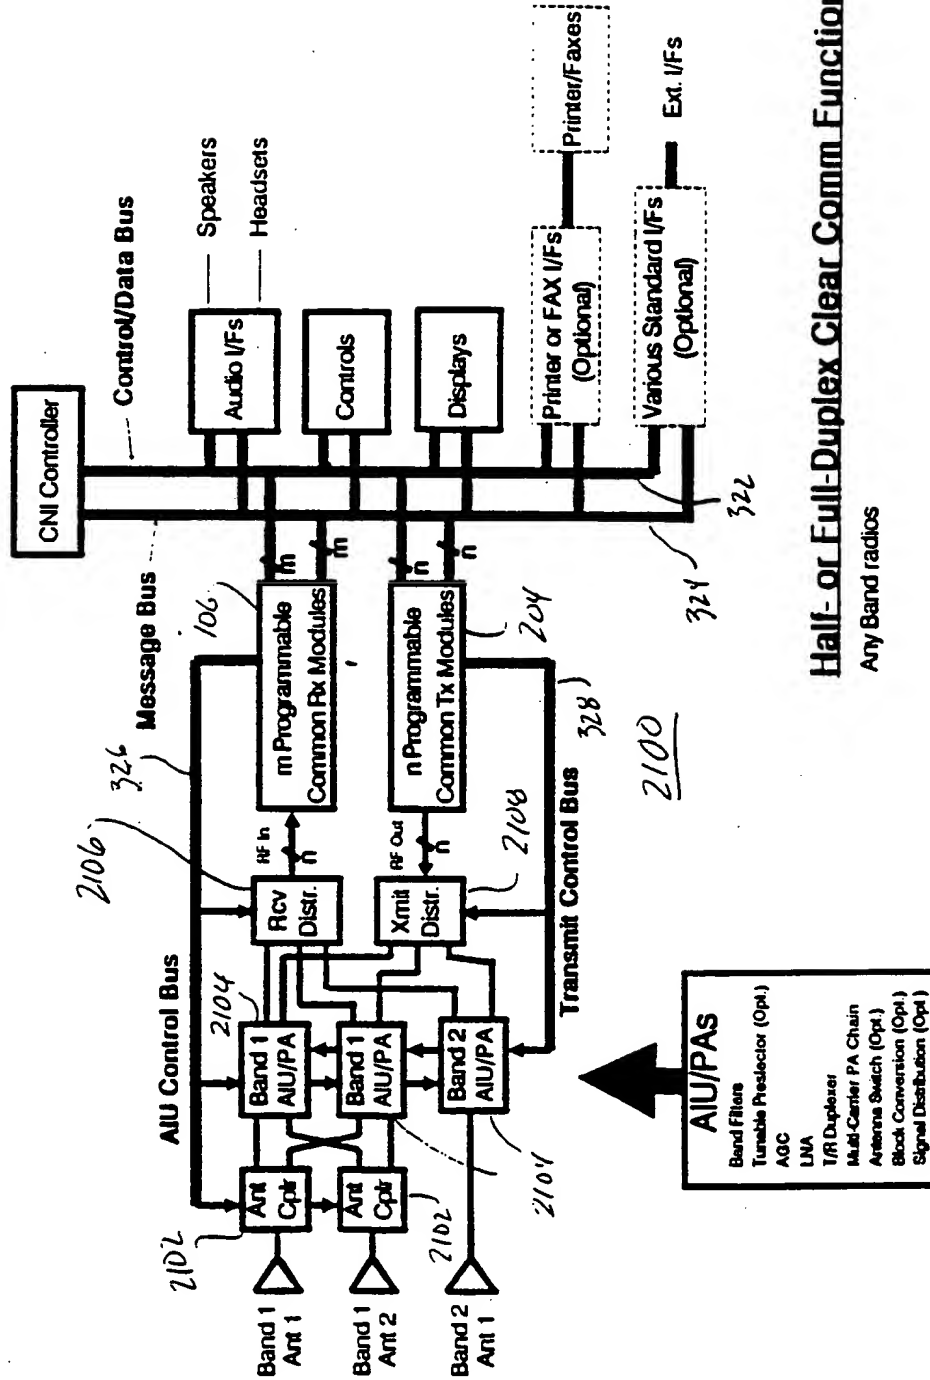 CNI Controller
Control/Data Bus
Message Bus
Audio I/Fs
Speakers
Headsets
Controls
Displays
Printer or FAX I/Fs
(Optional)
Printer/Faxes
Various Standard I/Fs
(Optional)
Ext. I/Fs
322
324
326
106
m Programmable
Common Rx Modules
m
m
204
n Programmable
Common Tx Modules
n
n
328
2106
RF In
n
Rcv
Distr.
RF Out
n
Xmit
Distr.
2108
AIU Control Bus
Transmit Control Bus
2104
Band 1
AIU/PA
Band 1
AIU/PA
Band 2
AIU/PA
2104
2102
Ant
Cplr
Ant
Cplr
2102
Band 1
Ant 1
Band 1
Ant 2
Band 2
Ant 1
2100
AIU/PAs
Band Filters
Tunable Preslector (Opt.)
AGC
LNA
T/R Duplexer
Multi-Carrier PA Chain
Antenna Switch (Opt.)
Block Conversion (Opt.)
Signal Distribution (Opt.)
Half- or Full-Duplex Clear Comm Function
Any Band radios